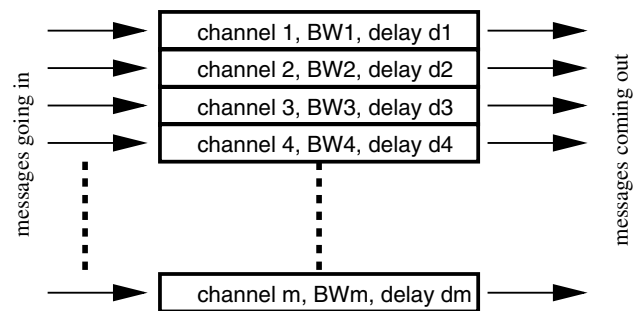 messages going in
channel 1, BW1, delay d1
channel 2, BW2, delay d2
channel 3, BW3, delay d3
channel 4, BW4, delay d4
channel m, BWm, delay dm
messages coming out